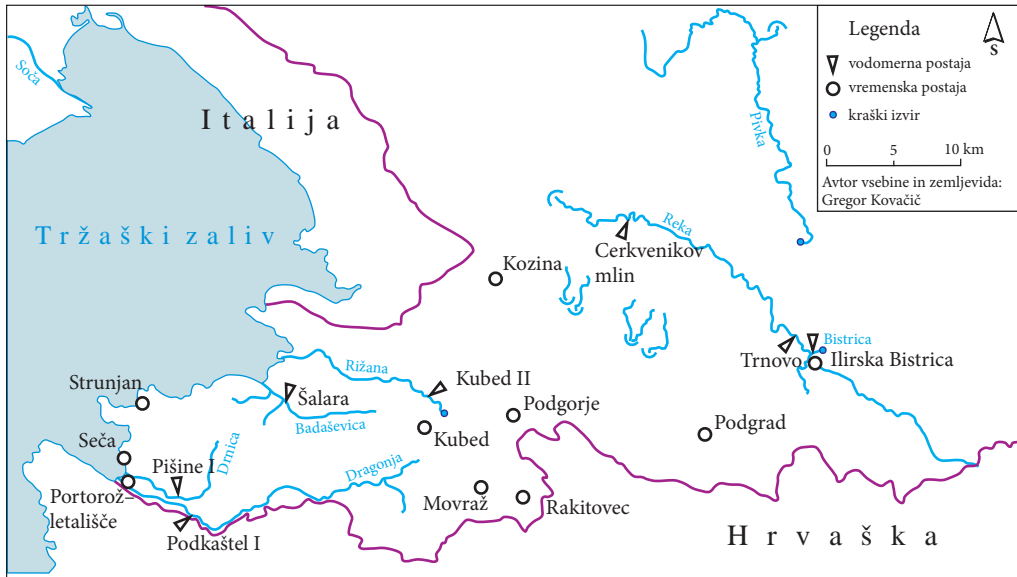 Soča
Italija
Tržaški zaliv
Legenda
S
vodomerna postaja
vremenska postaja
kraški izvir
0 5 10 km
Avtor vsebine in zemljevida:
Gregor Kovačič
Pivka
Reka
Cerkvenikov
mlin
Kozina
Bistrica
Trnovo
Ilirska Bistrica
Rižana
Strunjan
Šalara
Kubed II
Badaševica
Podgorje
Kubed
Podgrad
Seča
Drnica
Pišine I
Dragonja
Portorož–
letališče
Movraž
Rakitovec
Podkaštel I
Hrvaška